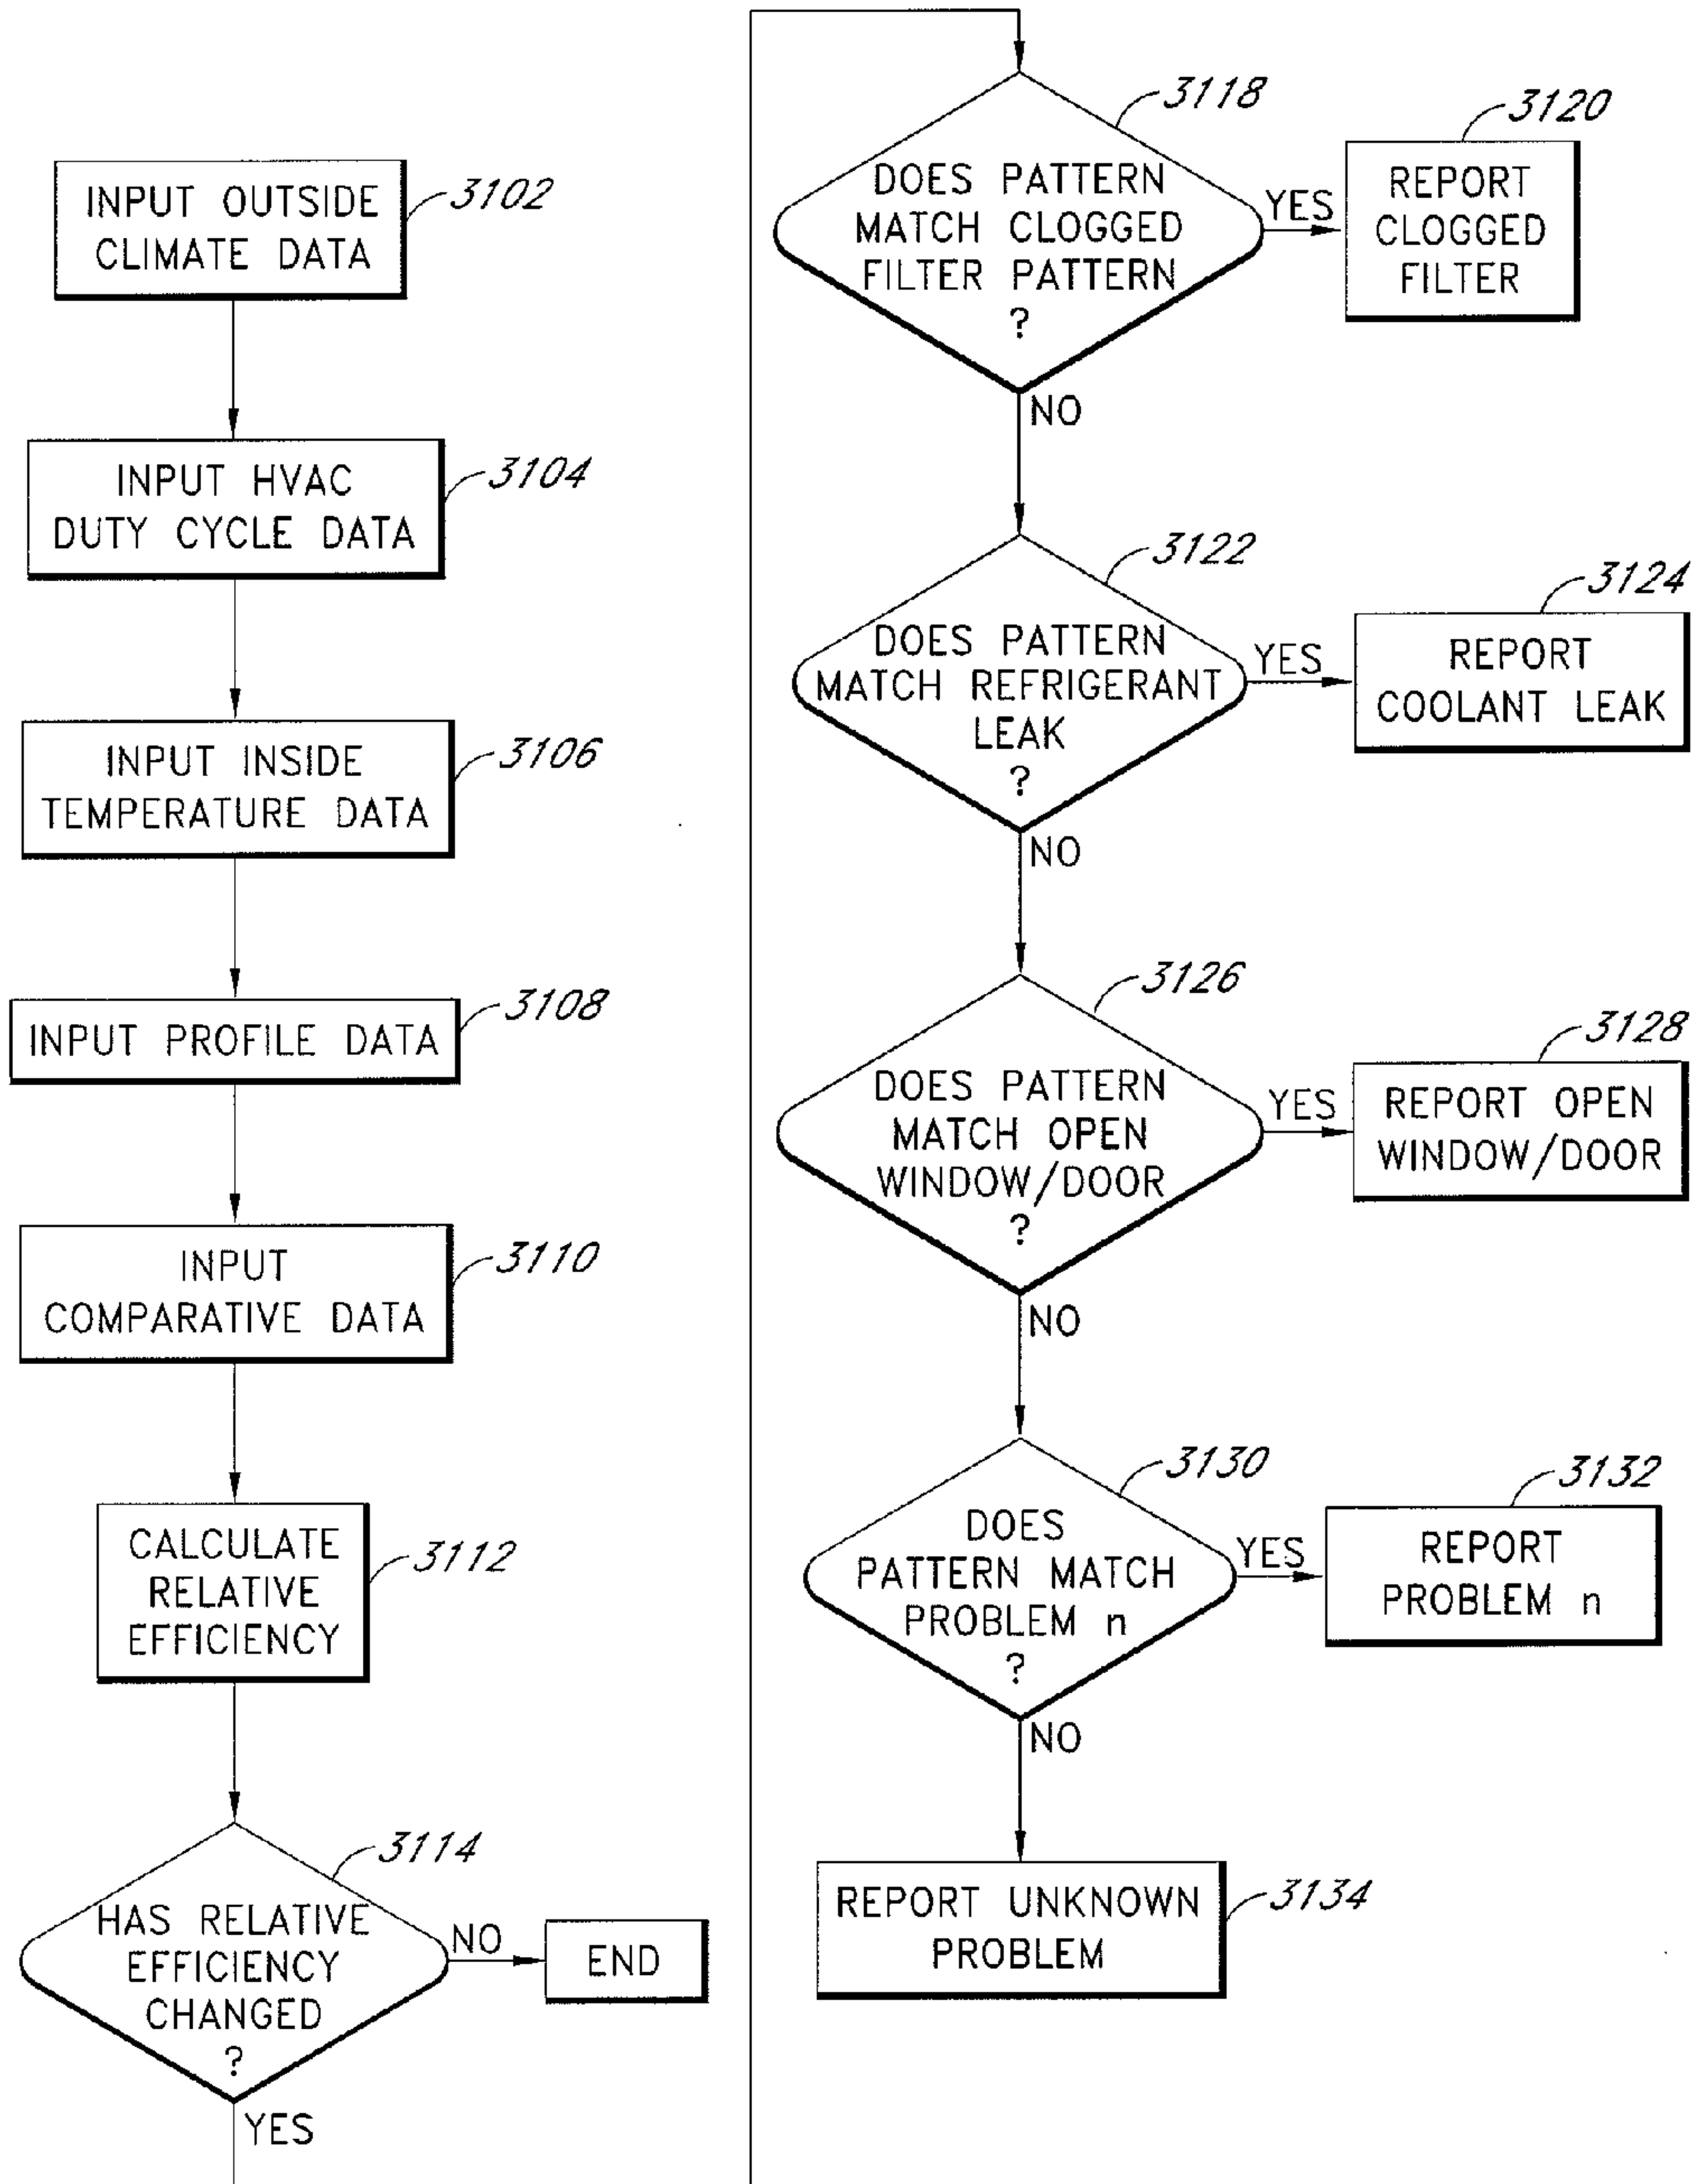 INPUT OUTSIDE
CLIMATE DATA
3102
INPUT HVAC
DUTY CYCLE DATA
3104
INPUT INSIDE
TEMPERATURE DATA
3106
INPUT PROFILE DATA
3108
INPUT
COMPARATIVE DATA
3110
CALCULATE
RELATIVE
EFFICIENCY
3112
HAS RELATIVE
EFFICIENCY
CHANGED
?
3114
NO
END
YES
DOES PATTERN
MATCH CLOGGED
FILTER PATTERN
?
3118
YES
REPORT
CLOGGED
FILTER
3120
NO
DOES PATTERN
MATCH REFRIGERANT
LEAK
?
3122
YES
REPORT
COOLANT LEAK
3124
NO
DOES PATTERN
MATCH OPEN
WINDOW/DOOR
?
3126
YES
REPORT OPEN
WINDOW/DOOR
3128
NO
DOES
PATTERN MATCH
PROBLEM n
?
3130
YES
REPORT
PROBLEM n
3132
NO
REPORT UNKNOWN
PROBLEM
3134